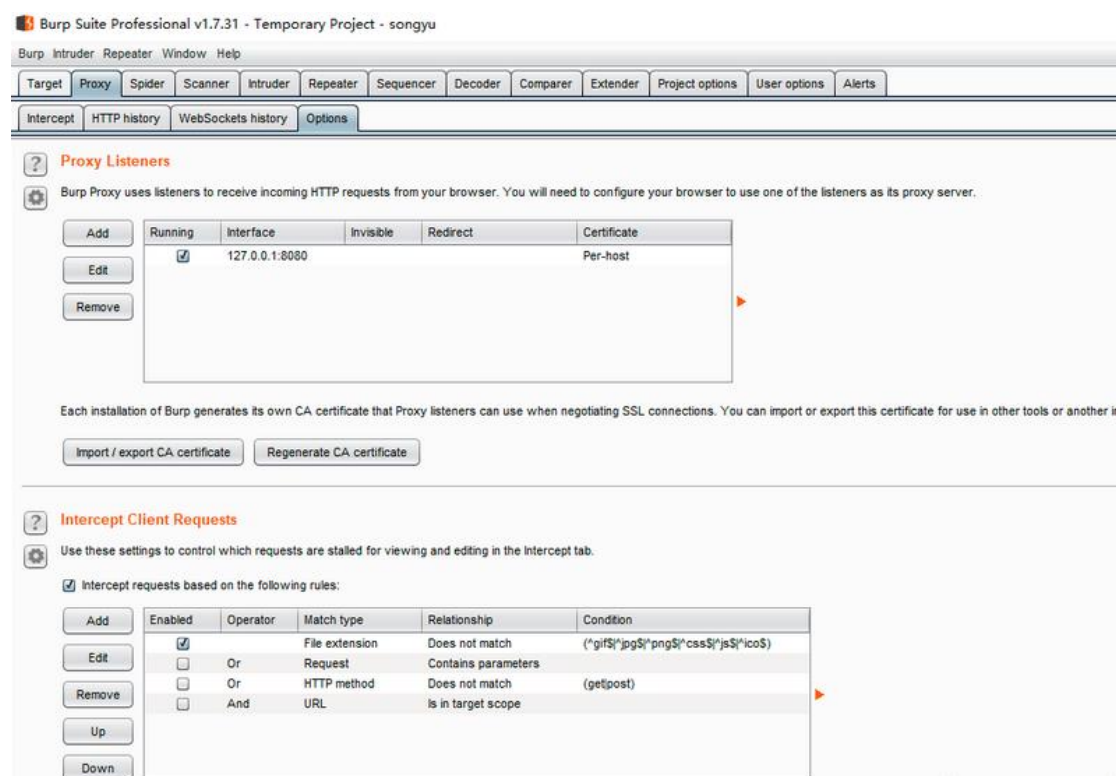 Burp Suite Professional v1.7.31 - Temporary Project - songyu
Burp Intruder Repeater Window Help
Target Proxy Spider Scanner Intruder Repeater Sequencer Decoder Comparer Extender Project options User options Alerts
Intercept HTTP history WebSockets history Options
? Proxy Listeners
Burp Proxy uses listeners to receive incoming HTTP requests from your browser. You will need to configure your browser to use one of the listeners as its proxy server.
Add Running Interface Invisible Redirect Certificate
127.0.0.1:8080 Per-host
Edit
Remove
Each installation of Burp generates its own CA certificate that Proxy listeners can use when negotiating SSL connections. You can import or export this certificate for use in other tools or another
Import / export CA certificate Regenerate CA certificate
? Intercept Client Requests
Use these settings to control which requests are stalled for viewing and editing in the Intercept tab.
Intercept requests based on the following rules:
Add Enabled Operator Match type Relationship Condition
File extension Does not match (^gif$|^jpg$|^png$|^css$|^js$|^ico$)
Edit Or Request Contains parameters
Or HTTP method Does not match (get|post)
Remove And URL Is in target scope
Up
Down